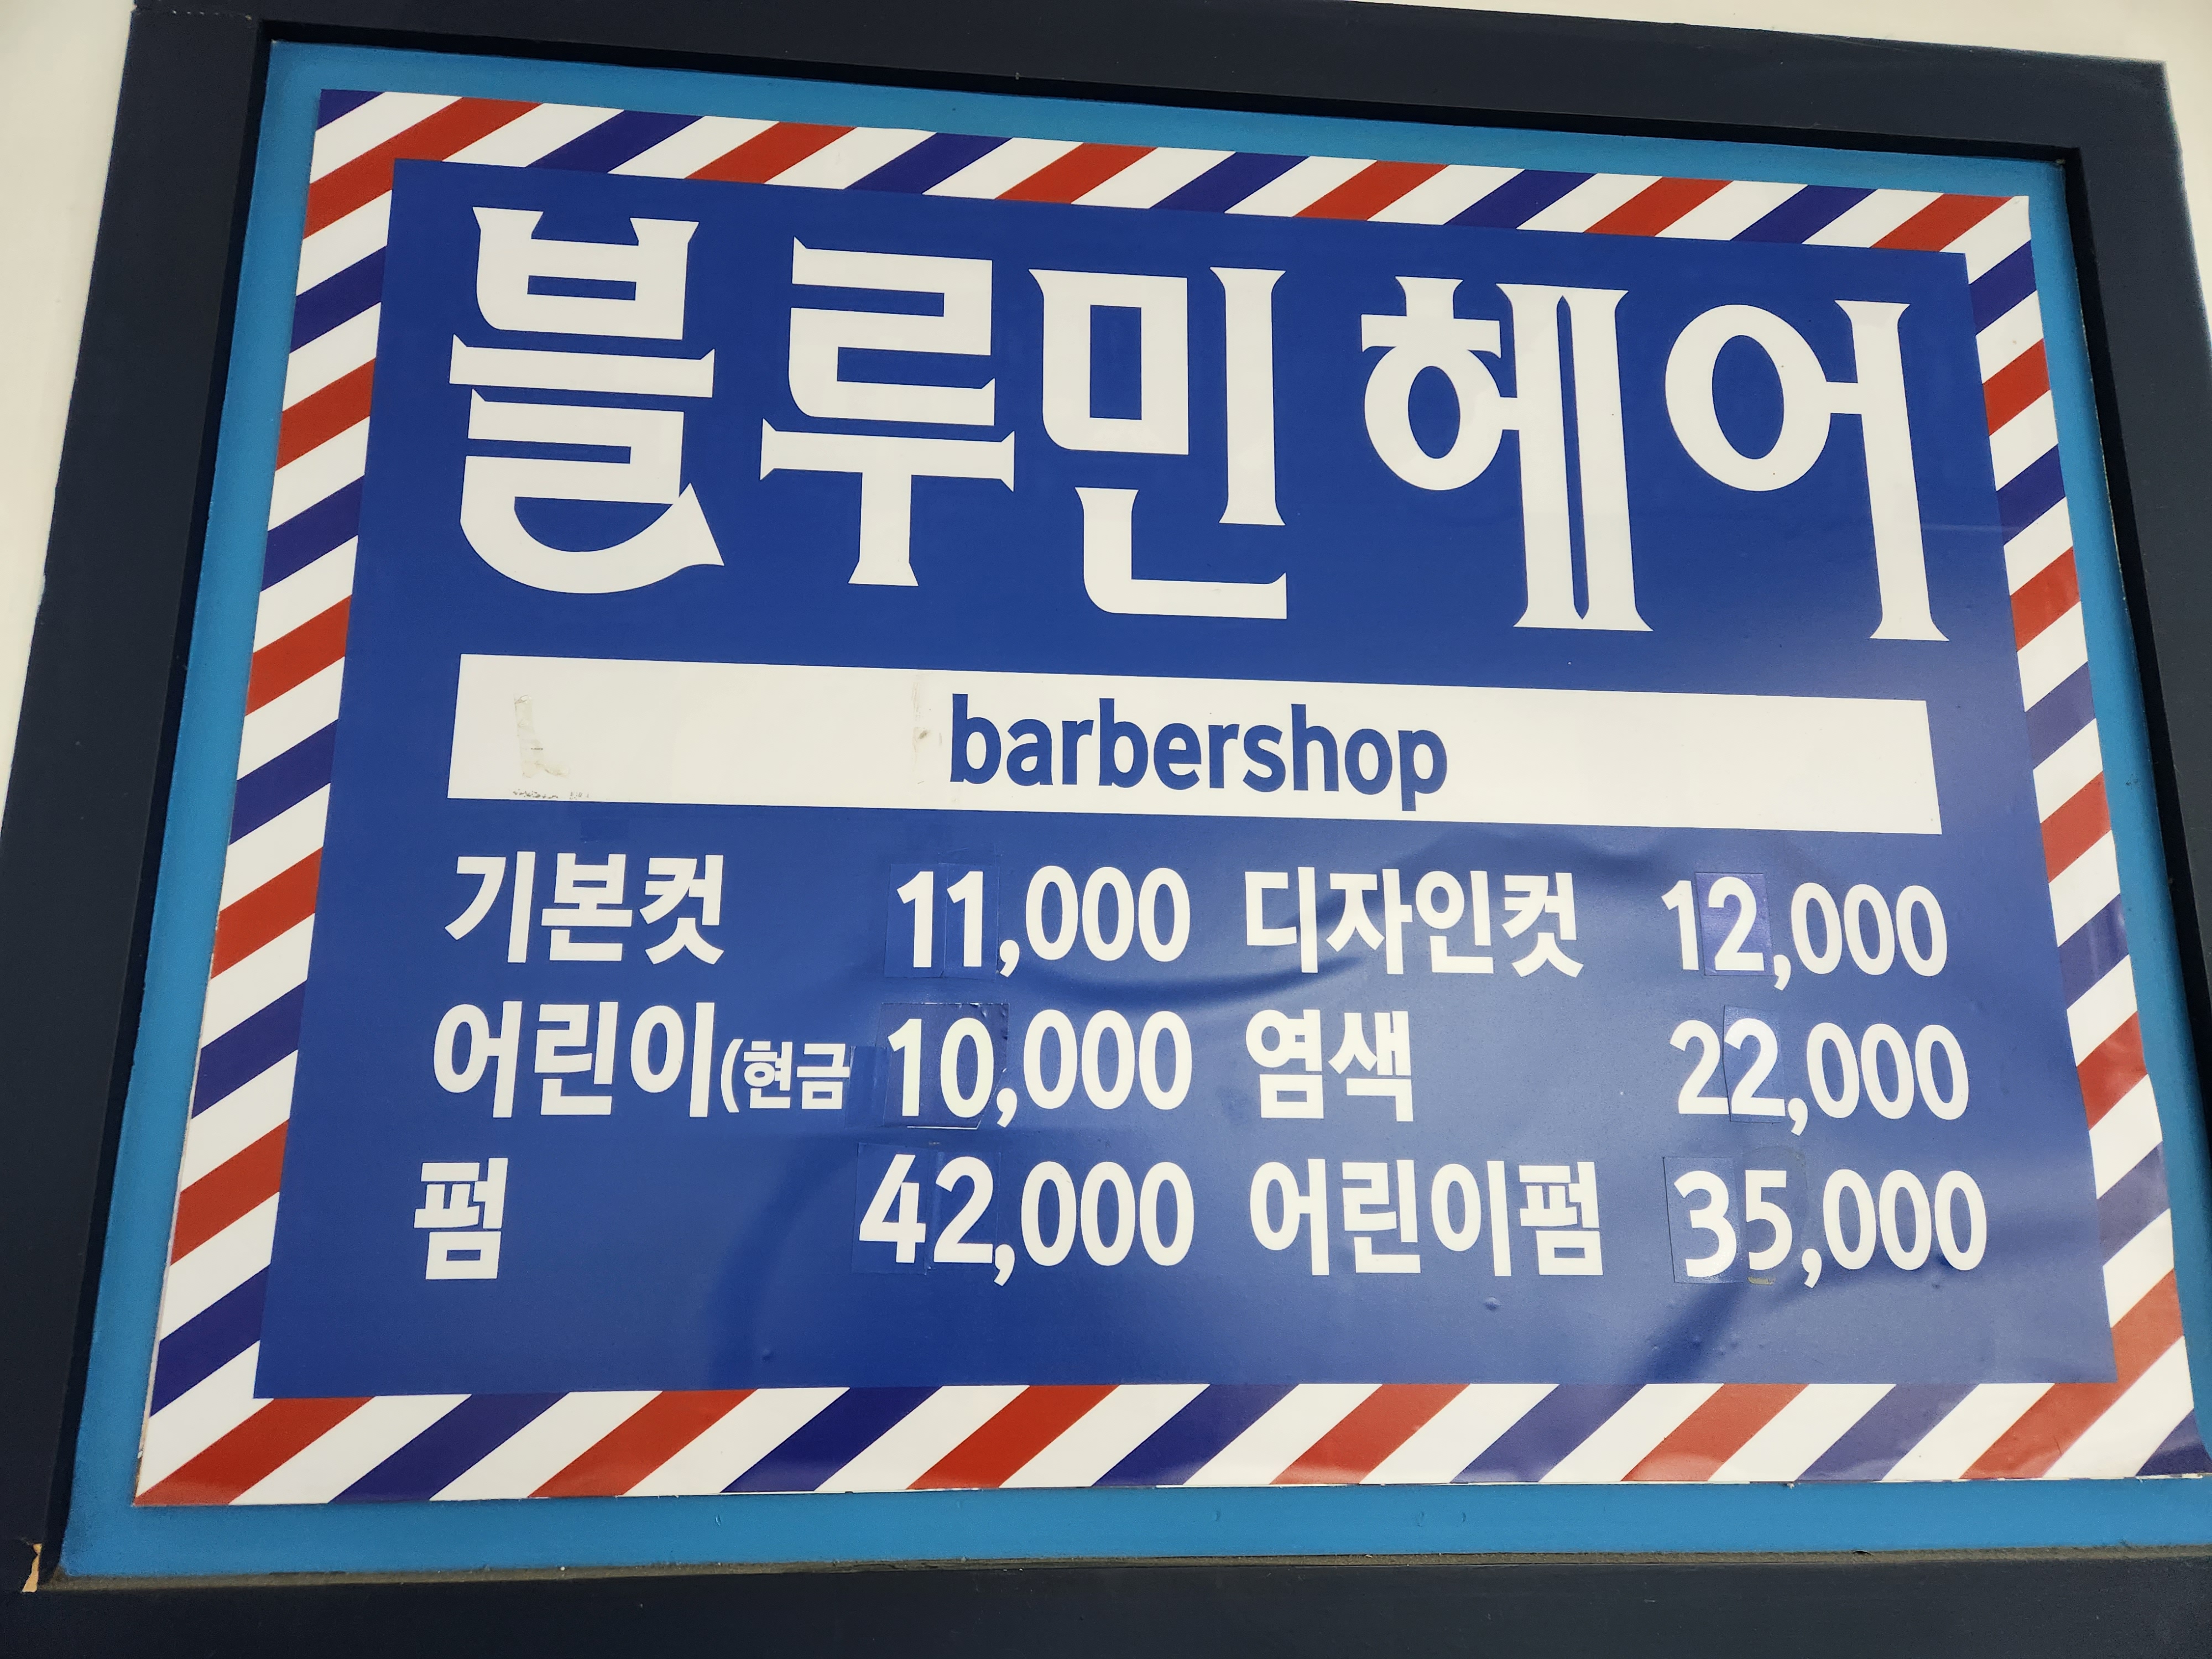 블루민 헤어
barbershop
기본컷 11,000 디자인컷 12,000
어린이(현금 10,000 염색 22,000
펌 42,000 어린이펌 35,000